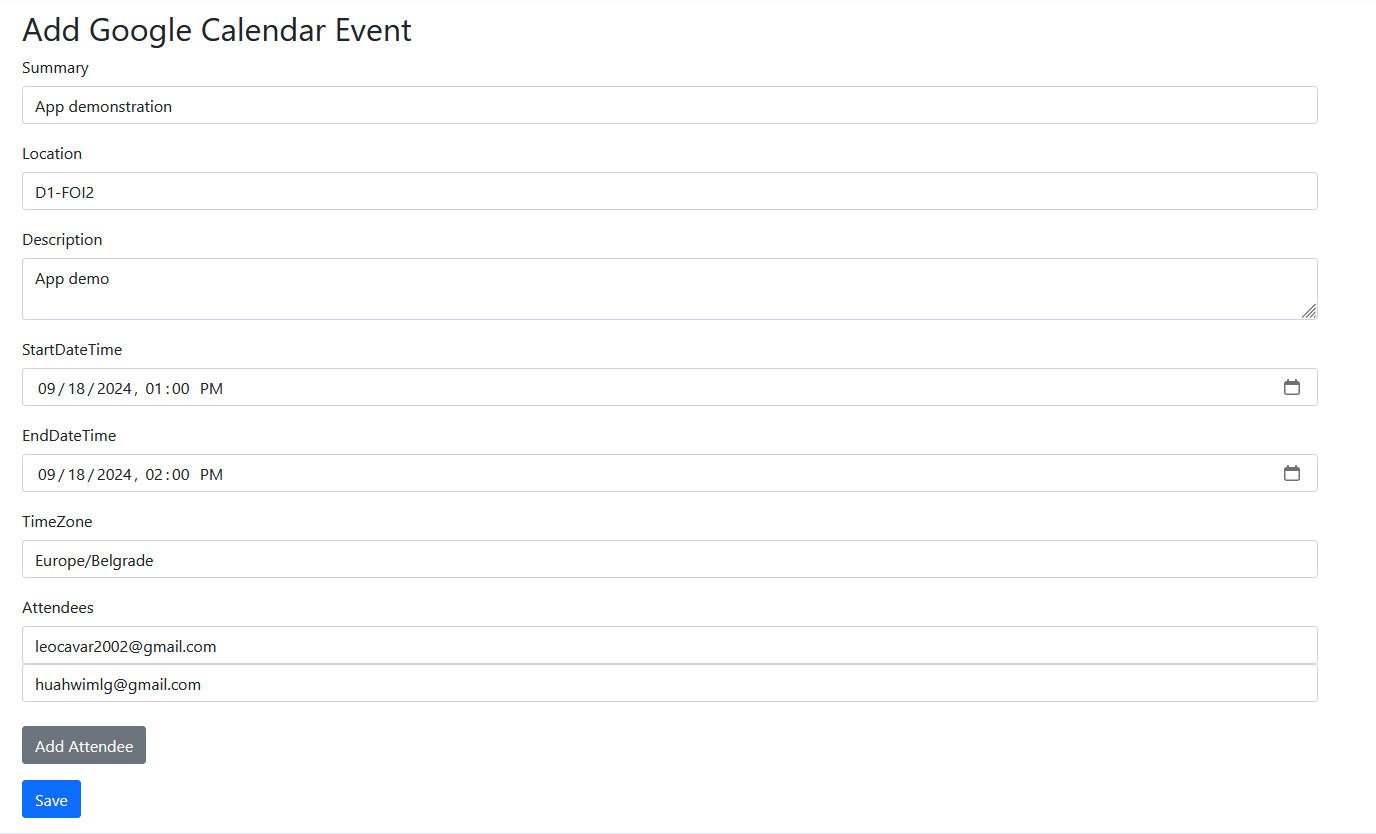 Add Google Calendar Event
Summary
App demonstration
Location
D1-FOI2
Description
App demo
StartDateTime
09/18/2024, 01:00 PM
EndDateTime
09/18/2024, 02:00 PM
TimeZone
Europe/Belgrade
Attendees
leocavar2002@gmail.com
huahwimlg@gmail.com
Add Attendee
Save